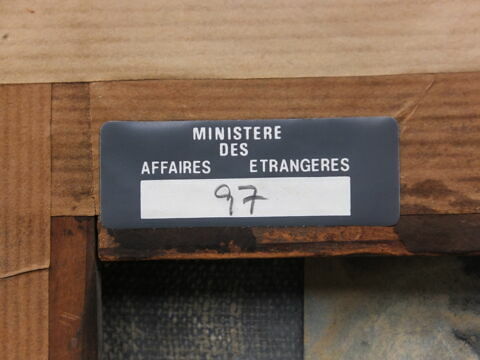 MINISTERE
DES
AFFAIRES ETRANGERES
97